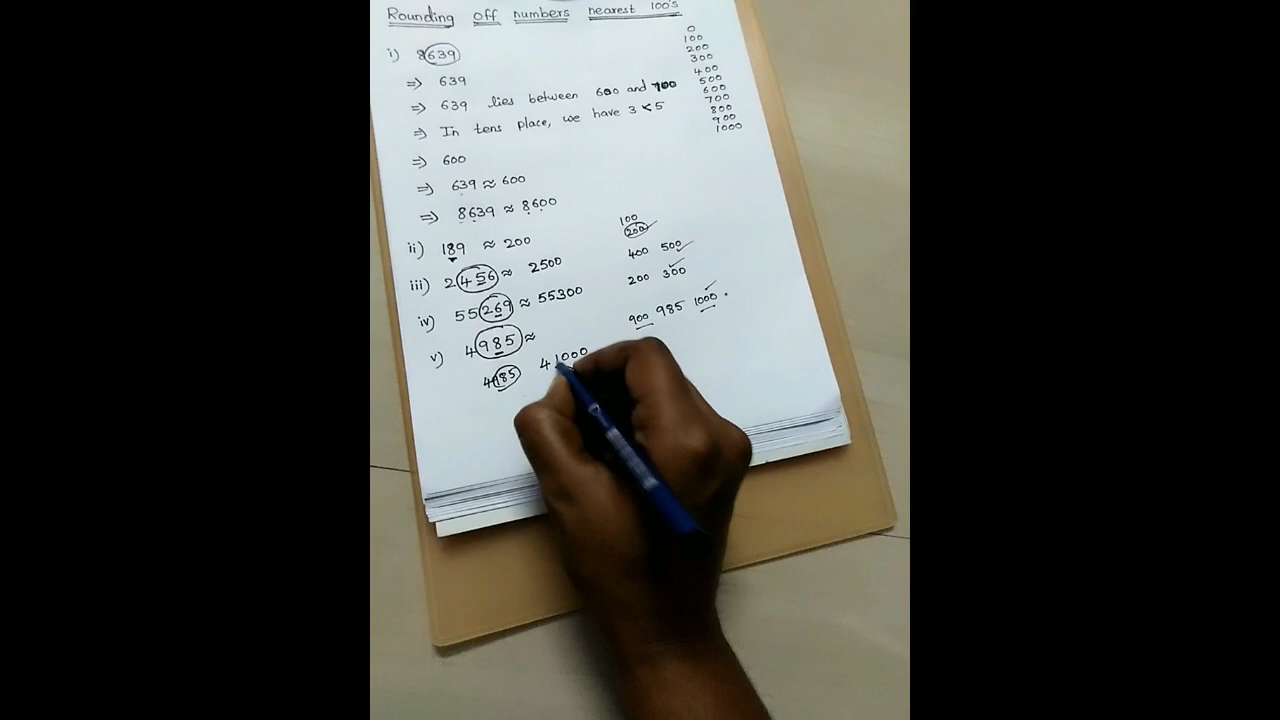 Rounding off numbers nearest 100's
i) 8639
⇒ 639
⇒ 639 lies between 600 and 700
⇒ In tens place, we have 3 < 5
⇒ 600
⇒ 639 ≈ 600
⇒ 8639 ≈ 8600
ii) 189 ≈ 200
iii) 2456 ≈ 2500
iv) 55269 ≈ 55300
v) 4985 ≈
4985 41000
0
100
200
300
400
500
600
700
800
900
1000
100
200
400 500
200 300
900 985 1000.